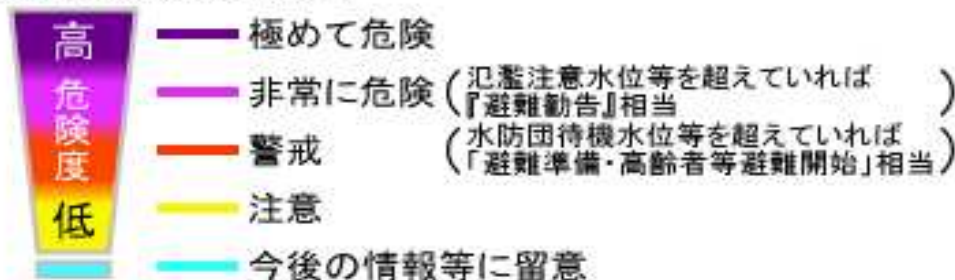 高
危険度
低
極めて危険
非常に危険(氾濫注意水位等を超えていれば
『避難勧告』相当)
警戒(水防団待機水位等を超えていれば
「避難準備・高齢者等避難開始」相当)
注意
今後の情報等に留意